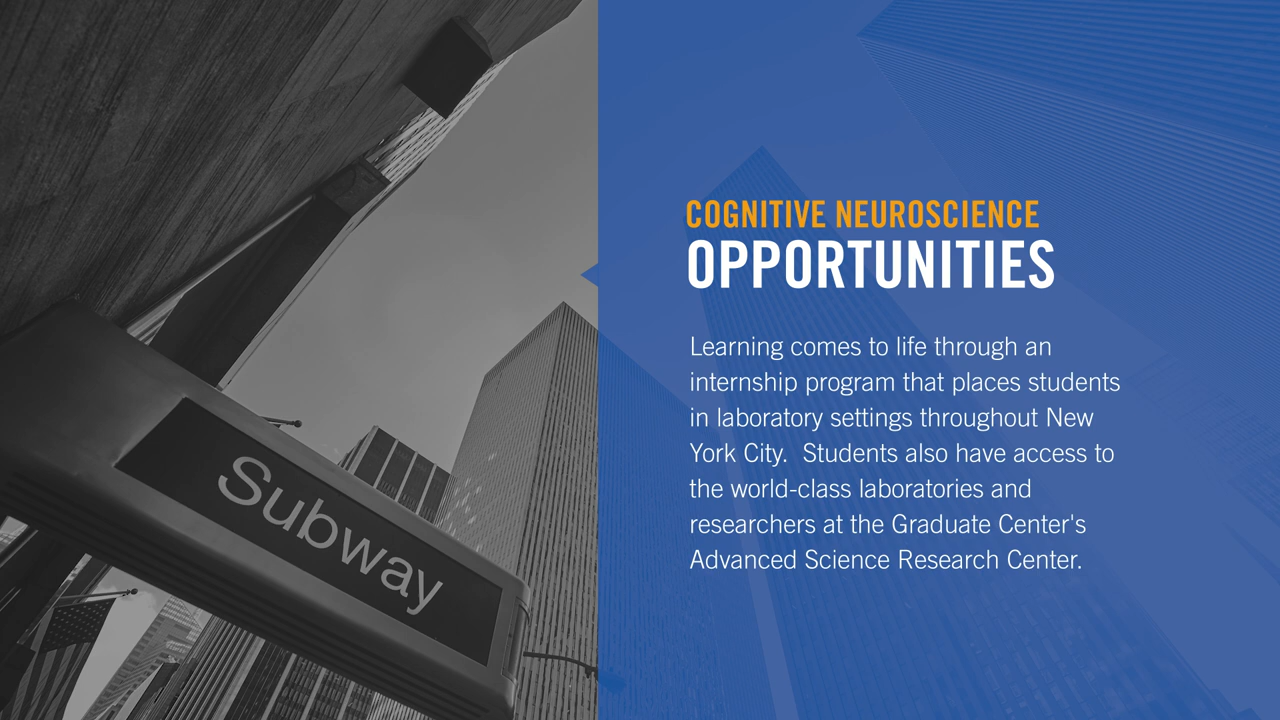 Subway
COGNITIVE NEUROSCIENCE
OPPORTUNITIES
Learning comes to life through an
internship program that places students
in laboratory settings throughout New
York City.  Students also have access to
the world-class laboratories and
researchers at the Graduate Center's
Advanced Science Research Center.